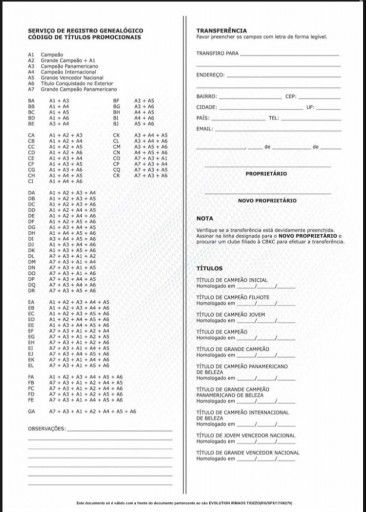 SERVIÇO DE REGISTRO GENEALÓGICO
CÓDIGO DE TÍTULOS PROMOCIONAIS
A1 Campeão
A2 Grande Campeão + A1
A3 Campeão Panamericano
A4 Campeão Internacional
A5 Grande Vencedor Nacional
A6 Título Conquistado no Exterior
A7 Grande Campeão Panamericano
BA A1 + A3 BF A3 + A5
BB A1 + A4 BG A3 + A6
BC A1 + A5 BH A4 + A5
BD A1 + A6 BI A4 + A6
BE A3 + A4 BJ A5 + A6
CA A1 + A2 + A3 CK A3 + A4 + A5
CB A1 + A2 + A4 CL A3 + A4 + A6
CC A1 + A2 + A5 CM A3 + A5 + A6
CD A1 + A2 + A6 CN A4 + A5 + A6
CE A1 + A3 + A4 CO A7 + A3 + A1
CF A1 + A3 + A5 CP A7 + A3 + A4
CG A1 + A3 + A6 CQ A7 + A3 + A5
CH A1 + A4 + A5 CR A7 + A3 + A6
CI A1 + A4 + A6
DA A1 + A2 + A3 + A4
DB A1 + A2 + A3 + A5
DC A1 + A2 + A3 + A6
DD A1 + A2 + A4 + A5
DE A1 + A2 + A4 + A6
DF A1 + A2 + A5 + A6
DG A1 + A3 + A4 + A5
DH A1 + A4 + A5 + A6
DI A3 + A4 + A5 + A6
DJ A1 + A3 + A4 + A6
DK A1 + A3 + A5 + A6
DL A7 + A3 + A1 + A2
DM A7 + A3 + A1 + A4
DN A7 + A3 + A1 + A5
DO A7 + A3 + A1 + A6
DP A7 + A3 + A4 + A5
DQ A7 + A3 + A4 + A6
DR A7 + A3 + A5 + A6
EA A1 + A2 + A3 + A4 + A5
EB A1 + A2 + A3 + A4 + A6
EC A1 + A2 + A3 + A5 + A6
ED A1 + A2 + A4 + A5 + A6
EE A1 + A3 + A4 + A5 + A6
EF A7 + A3 + A1 + A2 + A4
EG A7 + A3 + A1 + A2 + A5
EH A7 + A3 + A1 + A2 + A6
EI A7 + A3 + A1 + A4 + A5
EJ A7 + A3 + A1 + A4 + A6
EK A7 + A3 + A1 + A5 + A6
EL A7 + A3 + A4 + A5 + A6
FA A1 + A2 + A3 + A4 + A5 + A6
FB A7 + A3 + A1 + A2 + A4 + A5
FC A7 + A3 + A1 + A2 + A4 + A6
FD A7 + A3 + A1 + A2 + A5 + A6
FE A7 + A3 + A1 + A4 + A5 + A6
GA A7 + A3 + A1 + A2 + A4 + A5 + A6
OBSERVAÇÕES:
TRANSFERÊNCIA
Favor preencher os campos com letra de forma legível.
TRANSFIRO PARA
ENDEREÇO:
BAIRRO: CEP:
CIDADE: UF:
PAÍS: TEL:
EMAIL:
, de de
PROPRIETÁRIO
NOVO PROPRIETÁRIO
NOTA
Verifique se a transferência está devidamente preenchida.
Assinar na linha designada para o NOVO PROPRIETÁRIO e
procurar um clube filiado à CBKC para efetuar a transferência.
TÍTULOS
TÍTULO DE CAMPEÃO INICIAL
Homologado em / /
TÍTULO DE CAMPEÃO FILHOTE
Homologado em / /
TÍTULO DE CAMPEÃO JOVEM
Homologado em / /
TÍTULO DE CAMPEÃO
Homologado em / /
TÍTULO DE GRANDE CAMPEÃO
Homologado em / /
TÍTULO DE CAMPEÃO PANAMERICANO
DE BELEZA
Homologado em / /
TÍTULO DE GRANDE CAMPEÃO
PANAMERICANO DE BELEZA
Homologado em / /
TÍTULO DE CAMPEÃO INTERNACIONAL
DE BELEZA
Homologado em / /
TÍTULO DE JOVEM VENCEDOR NACIONAL
Homologado em / /
TÍTULO DE GRANDE VENCEDOR NACIONAL
Homologado em / /
Este documento só é válido com a frente do documento pertencente ao cão EVOLUTION